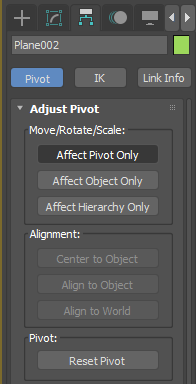 Plane002
Pivot IK Link Info
Adjust Pivot
Move/Rotate/Scale:
Affect Pivot Only
Affect Object Only
Affect Hierarchy Only
Alignment:
Center to Object
Align to Object
Align to World
Pivot:
Reset Pivot